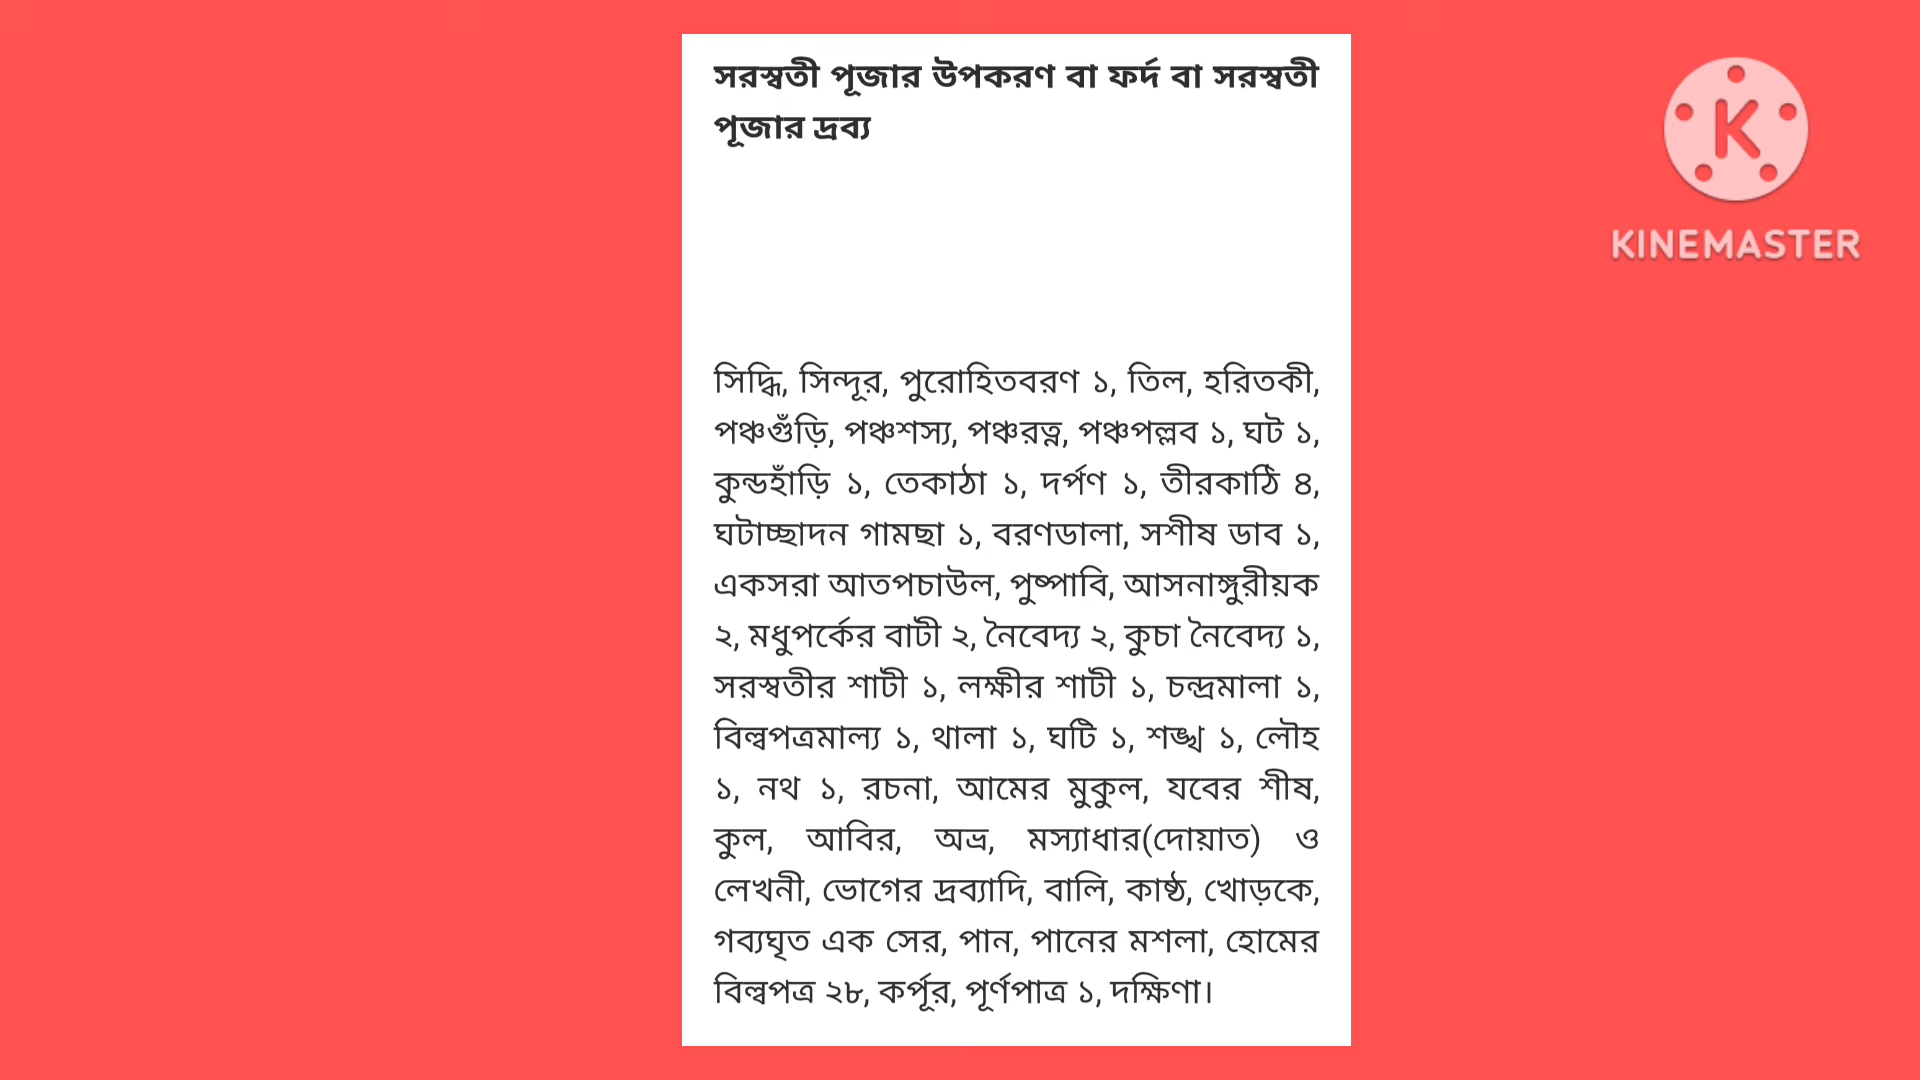 সরস্বতী পূজার উপকরণ বা ফর্দ বা সরস্বতী
পূজার দ্রব্য
K
KINEMASTER
সিদ্ধি, সিন্দূর, পুরোহিতবরণ ১, তিল, হরিতকী,
পঞ্চগুঁড়ি, পঞ্চশস্য, পঞ্চরত্ন, পঞ্চপল্লব ১, ঘট ১,
কুন্ডহাঁড়ি ১, তেকাঠা ১, দর্পণ ১, তীরকাঠি ৪,
ঘটাচ্ছাদন গামছা ১, বরণডালা, সশীষ ডাব ১,
একসরা আতপচাউল, পুষ্পাবি, আসনাঙ্গুরীয়ক
২, মধুপর্কের বাটী ২, নৈবেদ্য ২, কুচা নৈবেদ্য ১,
সরস্বতীর শাটী ১, লক্ষীর শাটী ১, চন্দ্রমালা ১,
বিল্বপত্রমাল্য ১, থালা ১, ঘটি ১, শঙ্খ ১, লৌহ
১, নথ ১, রচনা, আমের মুকুল, যবের শীষ,
কুল, আবির, অভ্র, মস্যাধার(দোয়াত) ও
লেখনী, ভোগের দ্রব্যাদি, বালি, কাষ্ঠ, খোড়কে,
গব্যঘৃত এক সের, পান, পানের মশলা, হোমের
বিল্বপত্র ২৮, কর্পূর, পূর্ণপাত্র ১, দক্ষিণা।